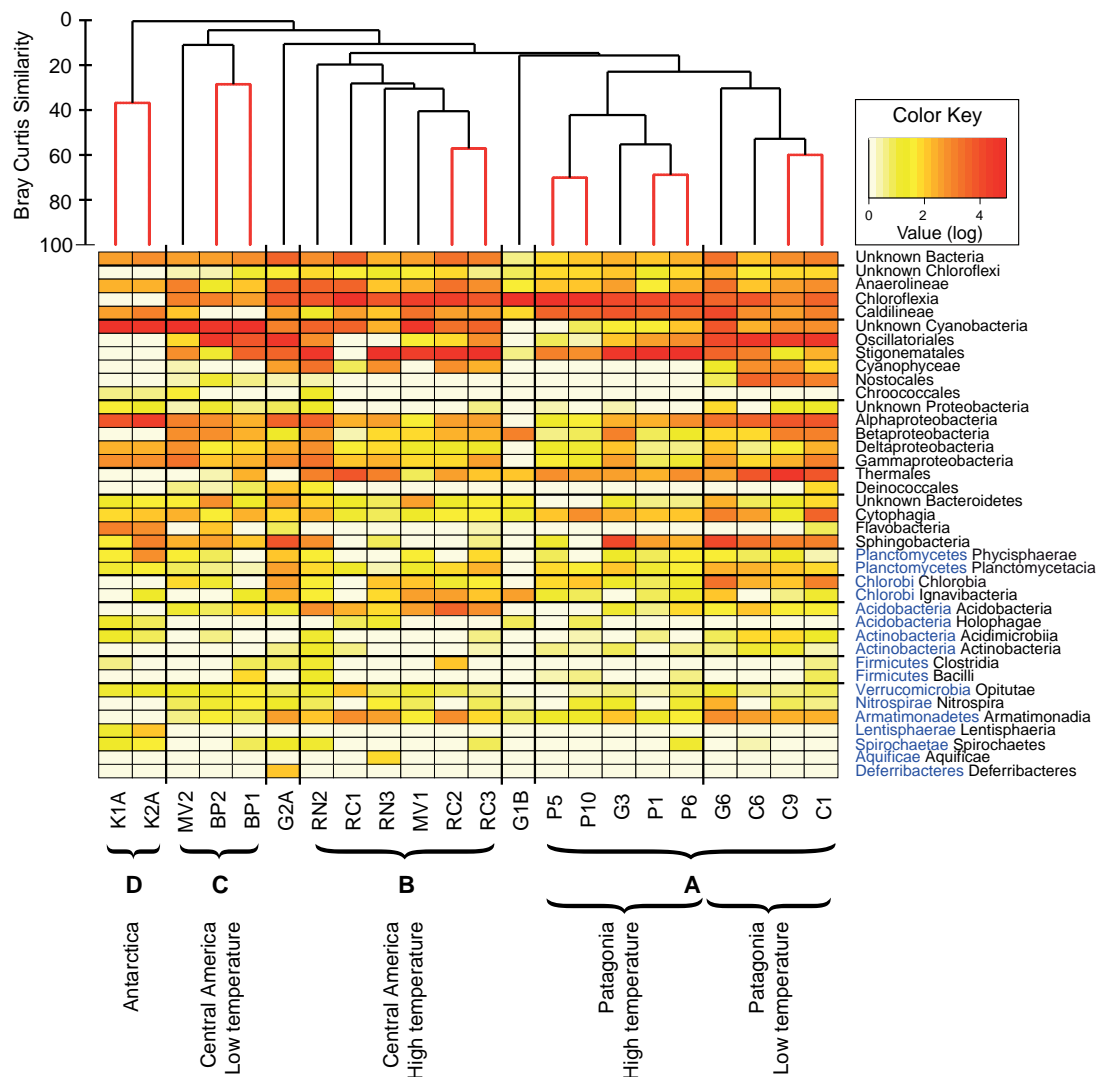 0
20
40
60
80
100
Bray Curtis Similarity
Color Key
0 2 4
Value (log)
Unknown Bacteria
Unknown Chloroflexi
Anaerolineae
Chloroflexia
Caldilineae
Unknown Cyanobacteria
Oscillatoriales
Stigonematales
Cyanophyceae
Nostocales
Chroococcales
Unknown Proteobacteria
Alphaproteobacteria
Betaproteobacteria
Deltaproteobacteria
Gammaproteobacteria
Thermales
Deinococcales
Unknown Bacteroidetes
Cytophagia
Flavobacteria
Sphingobacteria
Planctomycetes Phycisphaerae
Planctomycetes Planctomycetacia
Chlorobi Chlorobia
Chlorobi Ignavibacteria
Acidobacteria Acidobacteria
Acidobacteria Holophagae
Actinobacteria Acidimicrobiia
Actinobacteria Actinobacteria
Firmicutes Clostridia
Firmicutes Bacilli
Verrucomicrobia Opitutae
Nitrospirae Nitrospira
Armatimonadetes Armatimonadia
Lentisphaerae Lentisphaeria
Spirochaetae Spirochaetes
Aquificae Aquificae
Deferribacteres Deferribacteres
K1A
K2A
MV2
BP2
BP1
G2A
RN2
RC1
RN3
MV1
RC2
RC3
G1B
P5
P10
G3
P1
P6
G6
C6
C9
C1
D
C
B
A
Antarctica
Central America
Low temperature
Central America
High temperature
Patagonia
High temperature
Patagonia
Low temperature